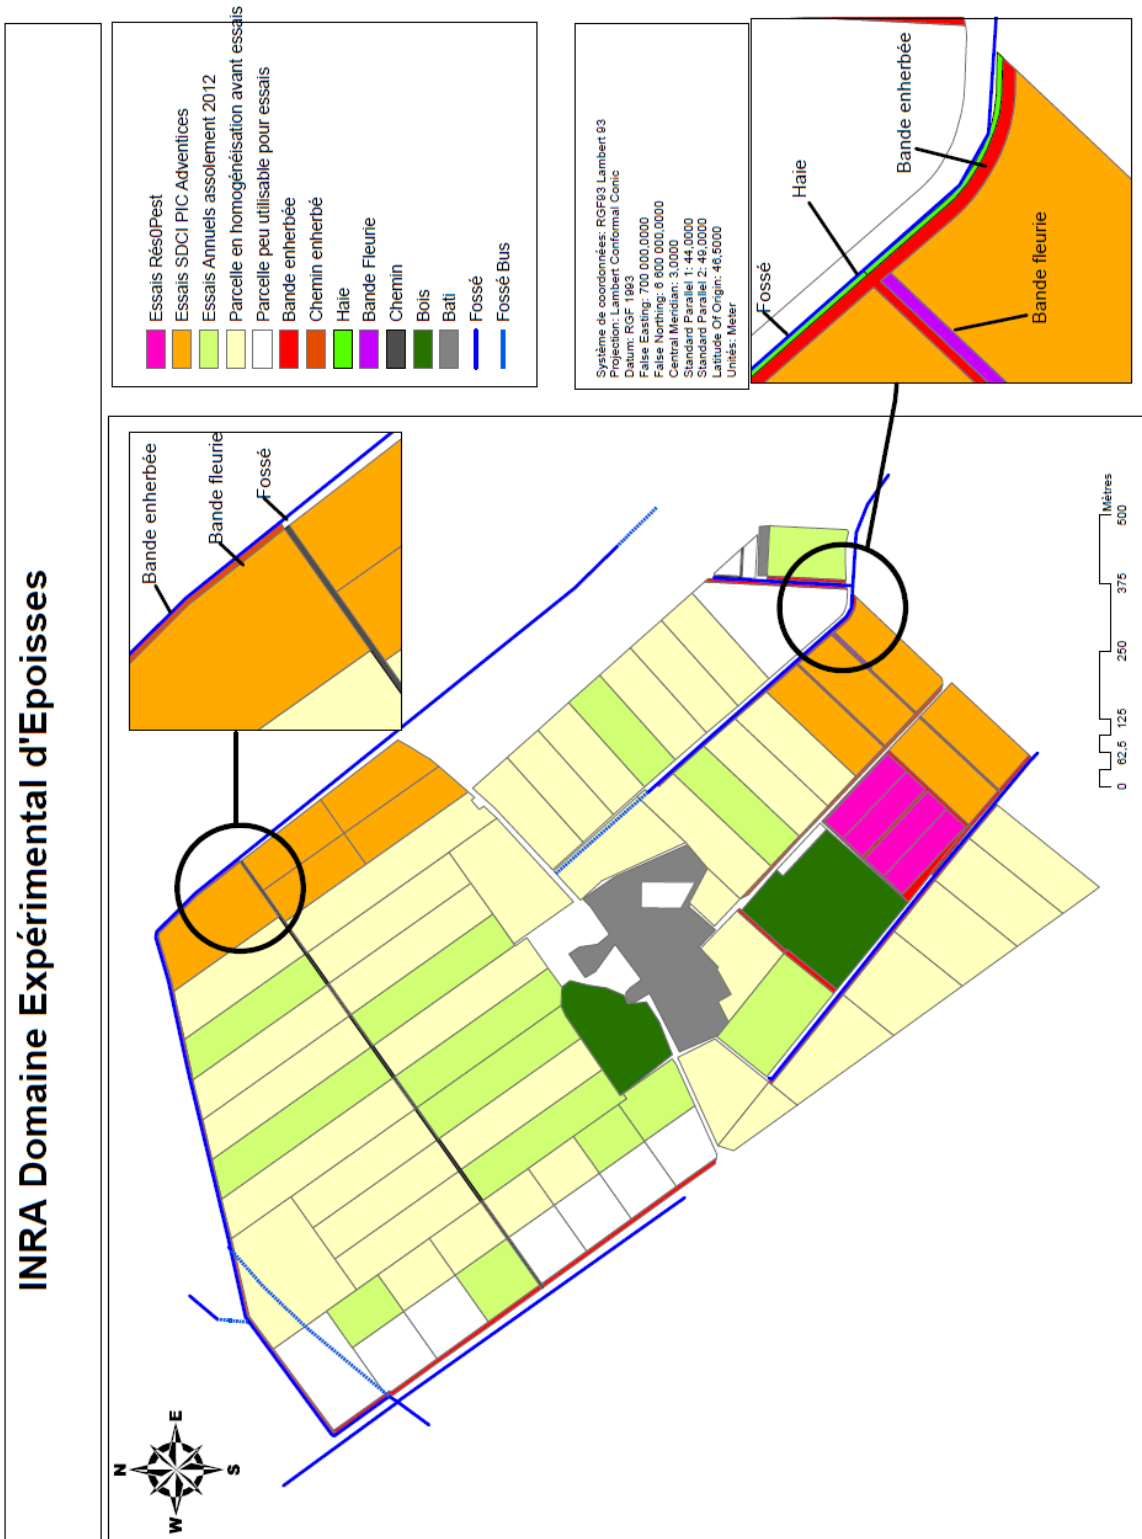 INRA Domaine Expérimental d'Epoisses
Bande enherbée
Bande fleurie
Fossé
Essais Rés0Pest
Essais SDCI PIC Adventices
Essais Annuels assolement 2012
Parcelle en homogénéisation avant essais
Parcelle peu utilisable pour essais
Bande enherbée
Chemin enherbé
Haie
Bande Fleurie
Chemin
Bois
Bati
Fossé
Fossé Bus
Système de coordonnées: RGF93 Lambert 93
Projection: Lambert Conformal Conic
Datum: RGF 1993
False Easting: 700 000,0000
False Northing: 6 600 000,0000
Central Meridian: 3,0000
Standard Parallel 1: 44,0000
Standard Parallel 2: 49,0000
Latitude Of Origin: 46,5000
Unités: Meter
Fossé
Haie
Bande enherbée
Bande fleurie
N
W
E
S
0 62,5 125 250 375 500
Mètres